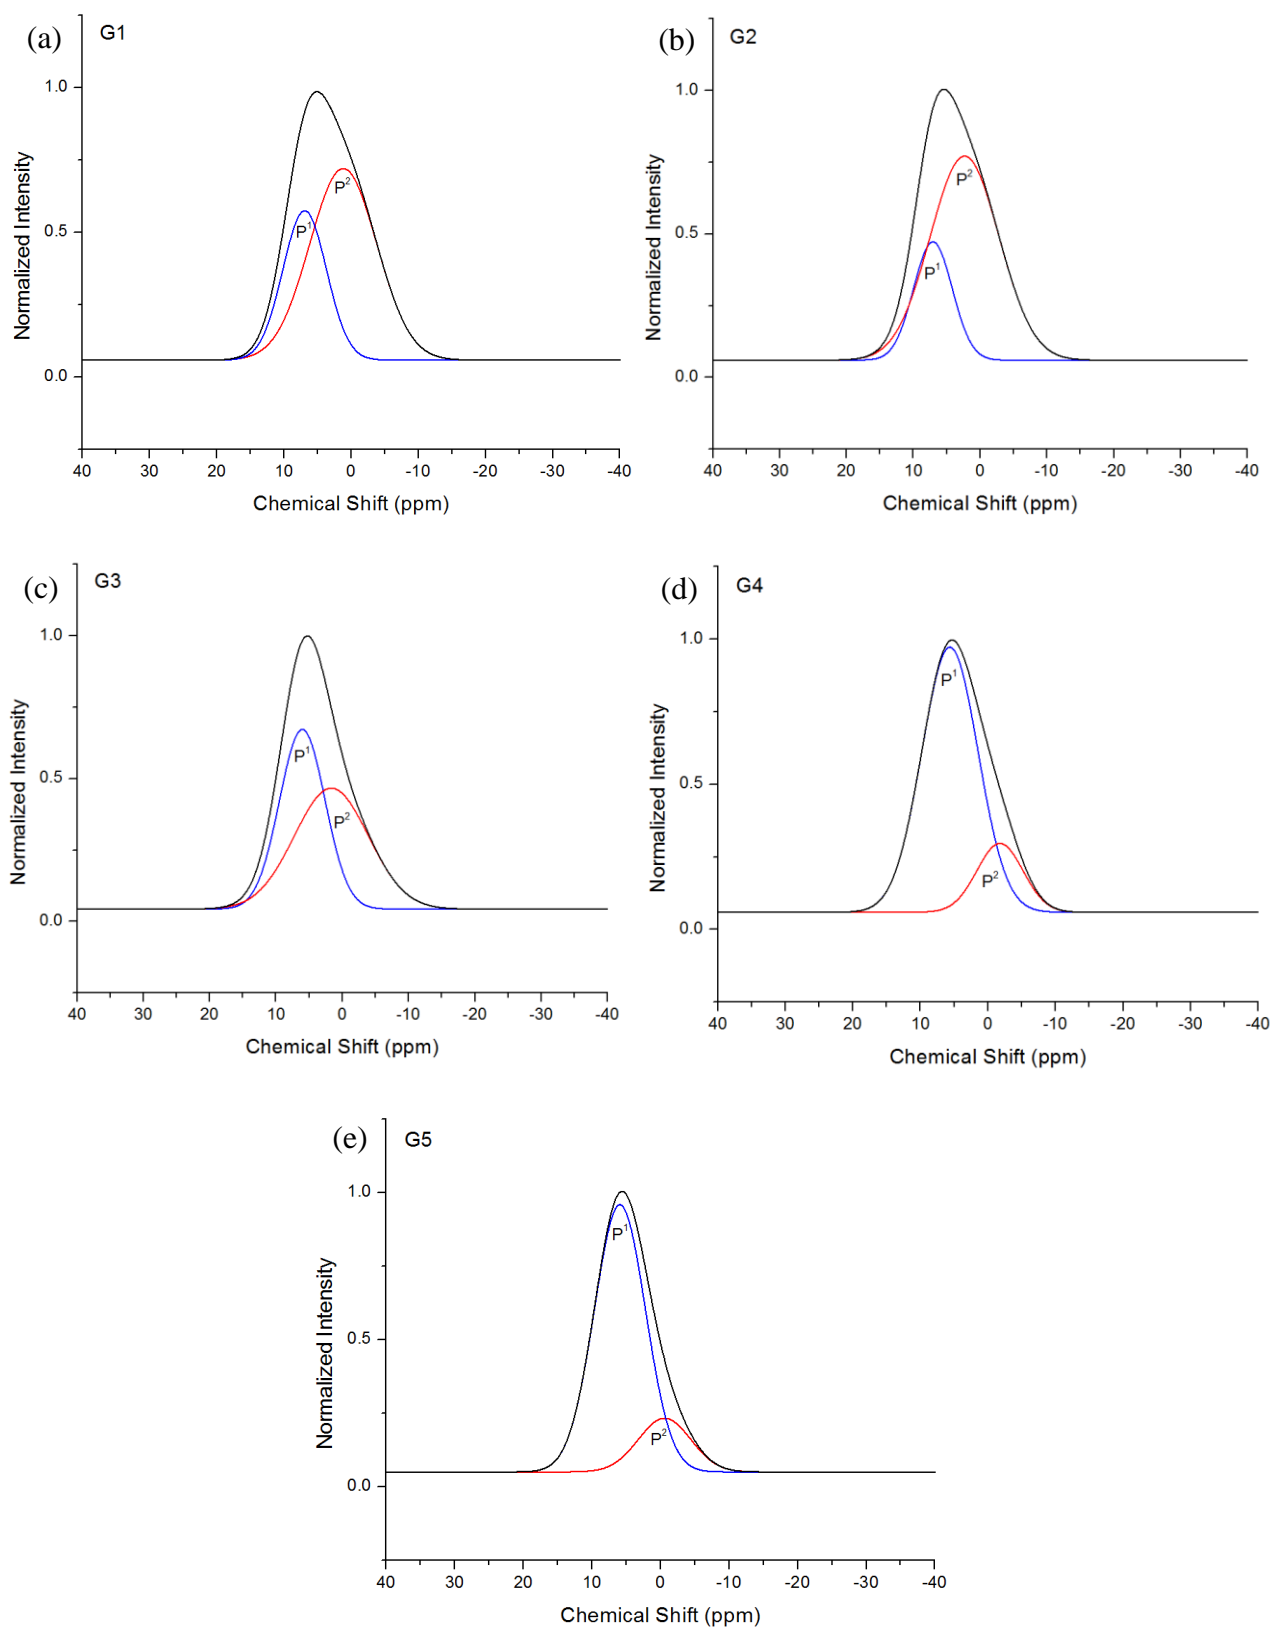 (a)
G1
Normalized Intensity
1.0
0.5
0.0
P¹
P²
40 30 20 10 0 -10 -20 -30 -40
Chemical Shift (ppm)
(b)
G2
Normalized Intensity
1.0
0.5
0.0
P²
P¹
40 30 20 10 0 -10 -20 -30 -40
Chemical Shift (ppm)
(c)
G3
Normalized Intensity
1.0
0.5
0.0
P¹
P²
40 30 20 10 0 -10 -20 -30 -40
Chemical Shift (ppm)
(d)
G4
Normalized Intensity
1.0
0.5
0.0
P¹
P²
40 30 20 10 0 -10 -20 -30 -40
Chemical Shift (ppm)
(e)
G5
Normalized Intensity
1.0
0.5
0.0
P¹
P²
40 30 20 10 0 -10 -20 -30 -40
Chemical Shift (ppm)